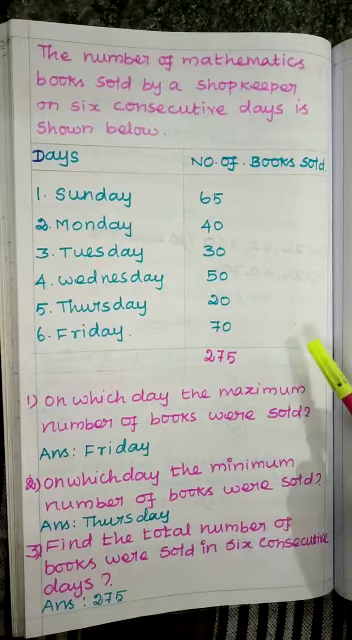 The number of mathematics
books sold by a shopkeeper
on six consecutive days is
shown below.
Days No. of. Books sold
1. Sunday 65
2. Monday 40
3. Tuesday 30
4. Wednesday 50
5. Thursday 20
6. Friday. 70
275
1) On which day the maximum
number of books were sold?
Ans: Friday
2) On which day the minimum
number of books were sold?
Ans: Thursday
3) Find the total number of
books were sold in six consecutive
days ?
Ans : 275